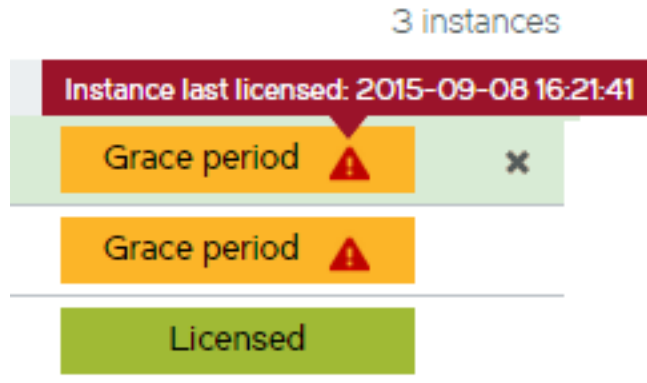 3 instances
Instance last licensed: 2015-09-08 16:21:41
Grace period
Grace period
Licensed